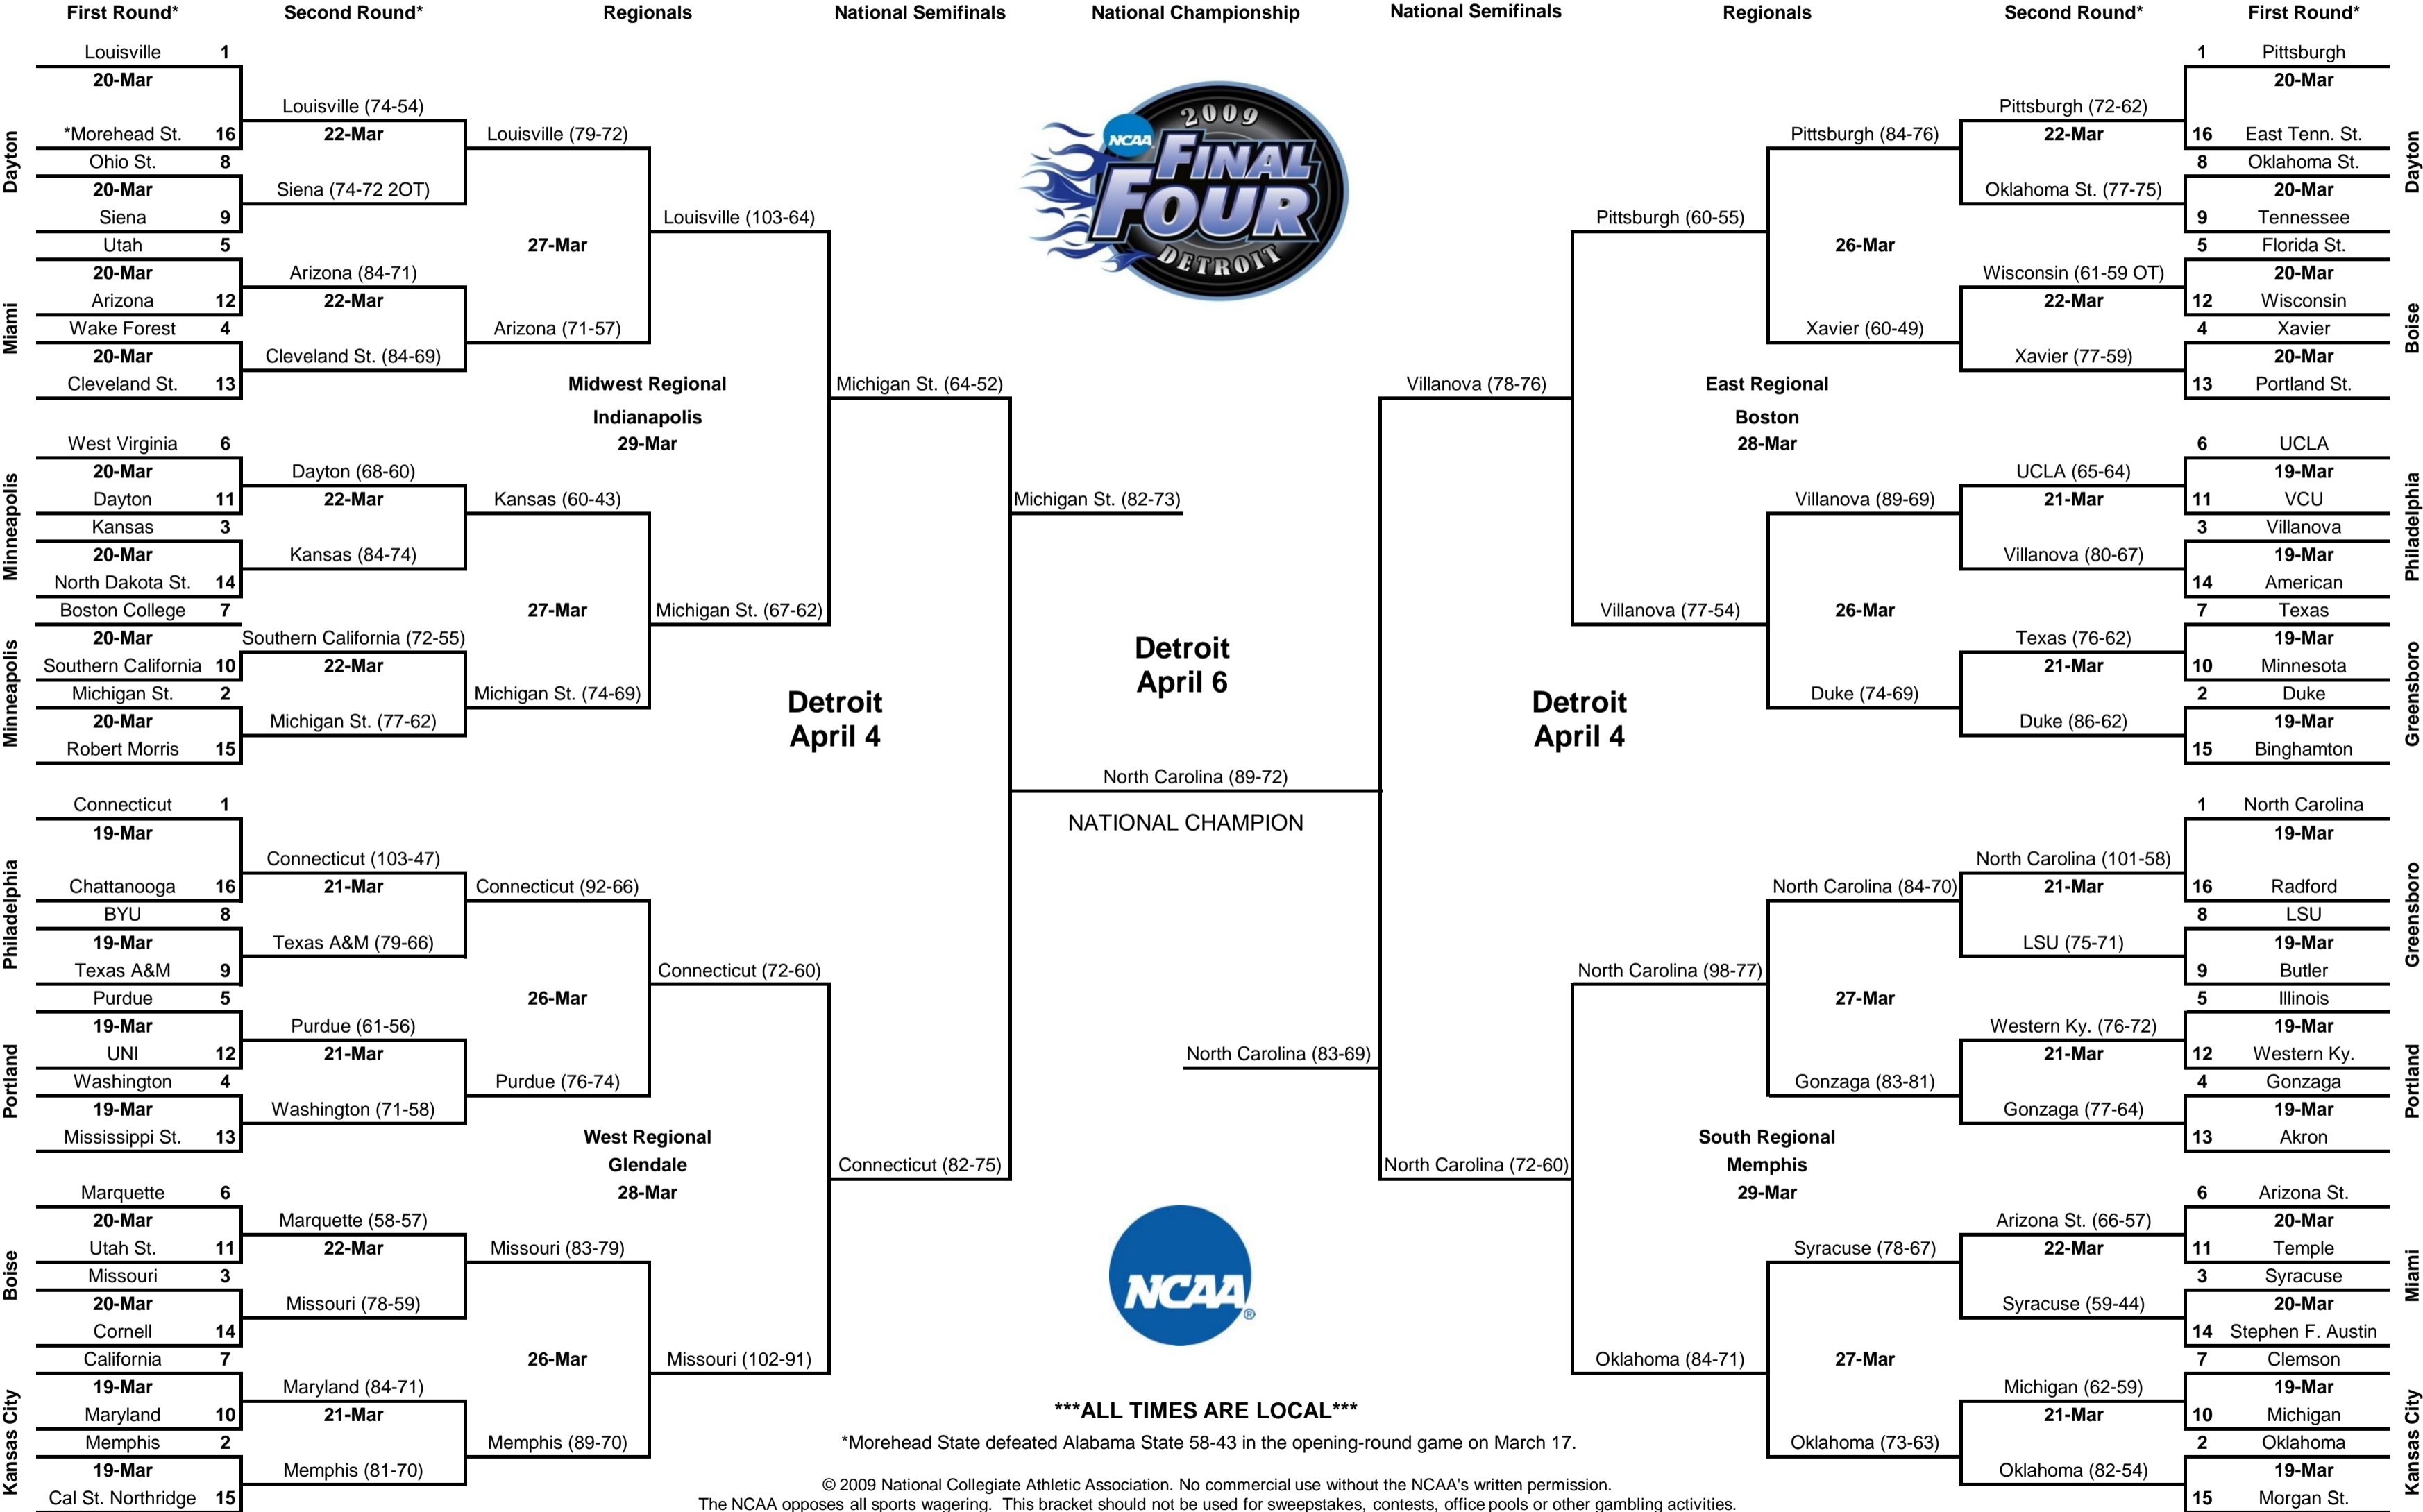 First Round* Second Round* Regionals National Semifinals National Championship National Semifinals Regionals Second Round* First Round*
Dayton
Louisville 1
20-Mar
*Morehead St. 16
Ohio St. 8
20-Mar
Siena 9
Miami
Utah 5
20-Mar
Arizona 12
Wake Forest 4
20-Mar
Cleveland St. 13
Minneapolis
West Virginia 6
20-Mar
Dayton 11
Kansas 3
20-Mar
North Dakota St. 14
Minneapolis
Boston College 7
20-Mar
Southern California 10
Michigan St. 2
20-Mar
Robert Morris 15
Philadelphia
Connecticut 1
19-Mar
Chattanooga 16
BYU 8
19-Mar
Texas A&M 9
Portland
Purdue 5
19-Mar
UNI 12
Washington 4
19-Mar
Mississippi St. 13
Boise
Marquette 6
20-Mar
Utah St. 11
Missouri 3
20-Mar
Cornell 14
Kansas City
California 7
19-Mar
Maryland 10
Memphis 2
19-Mar
Cal St. Northridge 15
Louisville (74-54)
22-Mar
Siena (74-72 2OT)
Arizona (84-71)
22-Mar
Cleveland St. (84-69)
Dayton (68-60)
22-Mar
Kansas (84-74)
Southern California (72-55)
22-Mar
Michigan St. (77-62)
Connecticut (103-47)
21-Mar
Texas A&M (79-66)
Purdue (61-56)
21-Mar
Washington (71-58)
Marquette (58-57)
22-Mar
Missouri (78-59)
Maryland (84-71)
21-Mar
Memphis (81-70)
Louisville (79-72)
27-Mar
Arizona (71-57)
Midwest Regional
Indianapolis
29-Mar
Kansas (60-43)
27-Mar
Michigan St. (74-69)
Connecticut (92-66)
26-Mar
Purdue (76-74)
West Regional
Glendale
28-Mar
Missouri (83-79)
26-Mar
Memphis (89-70)
Louisville (103-64)
Michigan St. (67-62)
Connecticut (72-60)
Missouri (102-91)
Michigan St. (64-52)
Detroit
April 4
Connecticut (82-75)
2009
NCAA
FINAL
FOUR
DETROIT
Michigan St. (82-73)
Detroit
April 6
North Carolina (89-72)
NATIONAL CHAMPION
North Carolina (83-69)
NCAA®
Villanova (78-76)
Detroit
April 4
North Carolina (72-60)
Pittsburgh (60-55)
Villanova (77-54)
North Carolina (98-77)
Oklahoma (84-71)
Pittsburgh (84-76)
26-Mar
Xavier (60-49)
East Regional
Boston
28-Mar
Villanova (89-69)
26-Mar
Duke (74-69)
North Carolina (84-70)
27-Mar
Gonzaga (83-81)
South Regional
Memphis
29-Mar
Syracuse (78-67)
27-Mar
Oklahoma (73-63)
Pittsburgh (72-62)
22-Mar
Oklahoma St. (77-75)
Wisconsin (61-59 OT)
22-Mar
Xavier (77-59)
UCLA (65-64)
21-Mar
Villanova (80-67)
Texas (76-62)
21-Mar
Duke (86-62)
North Carolina (101-58)
21-Mar
LSU (75-71)
Western Ky. (76-72)
21-Mar
Gonzaga (77-64)
Arizona St. (66-57)
22-Mar
Syracuse (59-44)
Michigan (62-59)
21-Mar
Oklahoma (82-54)
1 Pittsburgh
20-Mar
16 East Tenn. St.
8 Oklahoma St.
20-Mar
9 Tennessee
Dayton
5 Florida St.
20-Mar
12 Wisconsin
4 Xavier
20-Mar
13 Portland St.
Boise
6 UCLA
19-Mar
11 VCU
3 Villanova
19-Mar
14 American
Philadelphia
7 Texas
19-Mar
10 Minnesota
2 Duke
19-Mar
15 Binghamton
Greensboro
1 North Carolina
19-Mar
16 Radford
8 LSU
19-Mar
9 Butler
Greensboro
5 Illinois
19-Mar
12 Western Ky.
4 Gonzaga
19-Mar
13 Akron
Portland
6 Arizona St.
20-Mar
11 Temple
3 Syracuse
20-Mar
14 Stephen F. Austin
Miami
7 Clemson
19-Mar
10 Michigan
2 Oklahoma
19-Mar
15 Morgan St.
Kansas City
***ALL TIMES ARE LOCAL***
*Morehead State defeated Alabama State 58-43 in the opening-round game on March 17.
© 2009 National Collegiate Athletic Association. No commercial use without the NCAA's written permission.
The NCAA opposes all sports wagering. This bracket should not be used for sweepstakes, contests, office pools or other gambling activities.